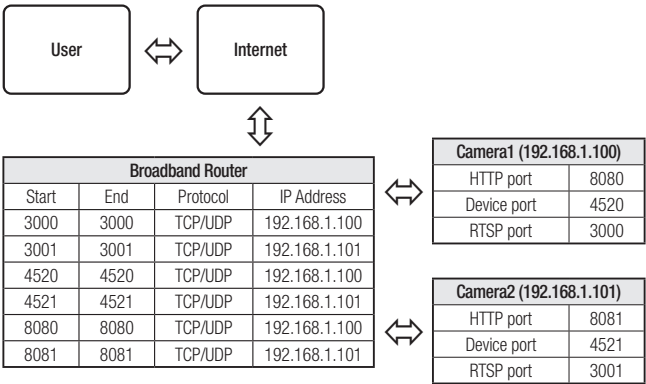 User
Internet
Broadband Router
Start End Protocol IP Address
3000 3000 TCP/UDP 192.168.1.100
3001 3001 TCP/UDP 192.168.1.101
4520 4520 TCP/UDP 192.168.1.100
4521 4521 TCP/UDP 192.168.1.101
8080 8080 TCP/UDP 192.168.1.100
8081 8081 TCP/UDP 192.168.1.101
Camera1 (192.168.1.100)
HTTP port 8080
Device port 4520
RTSP port 3000
Camera2 (192.168.1.101)
HTTP port 8081
Device port 4521
RTSP port 3001